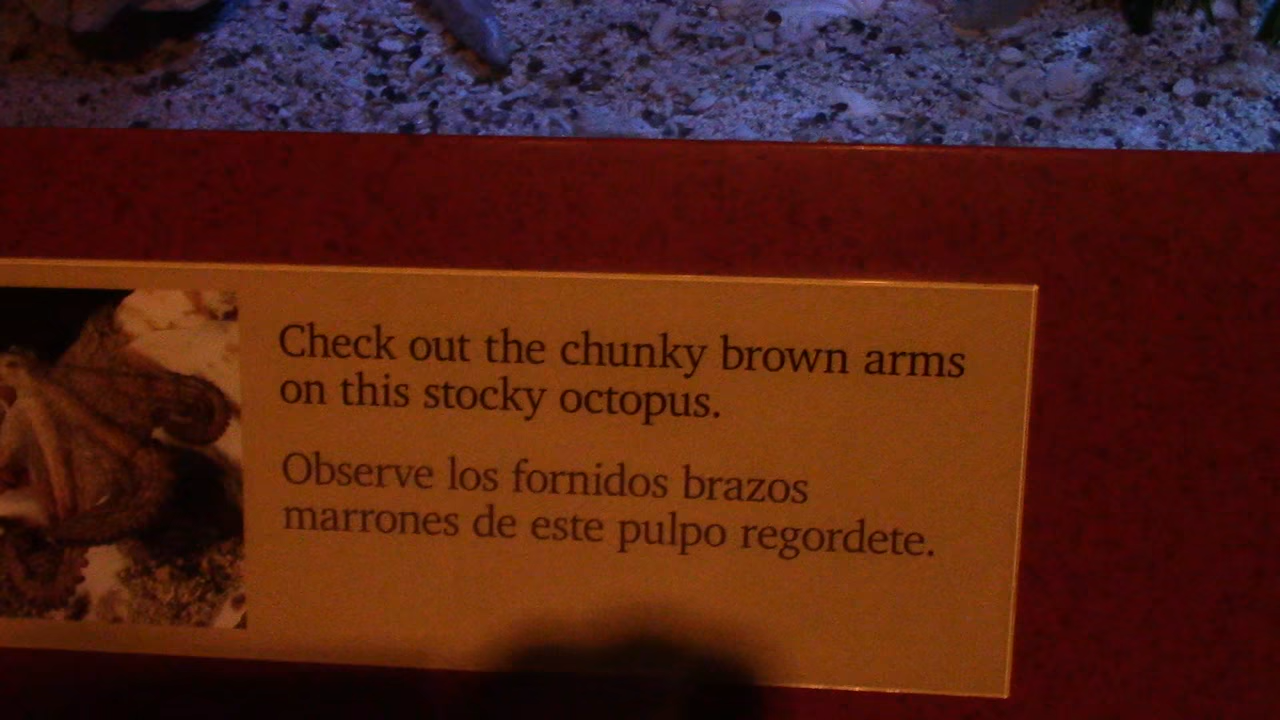 Check out the chunky brown arms
on this stocky octopus.
Observe los fornidos brazos
marrones de este pulpo regordete.